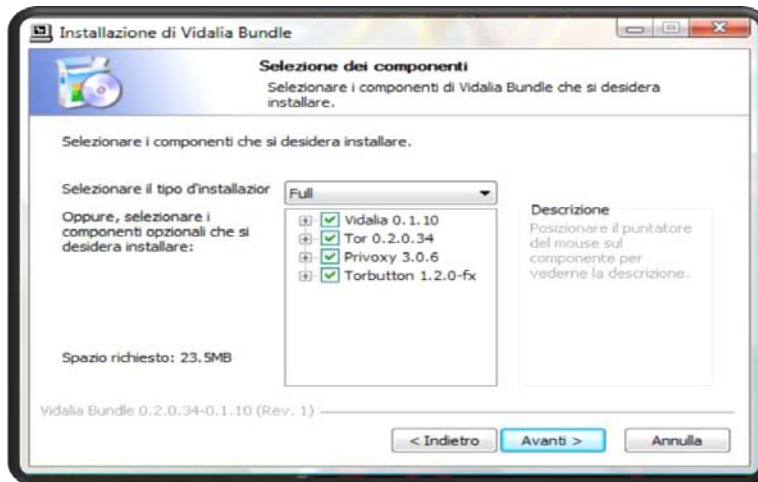 Installazione di Vidalia Bundle
Selezione dei componenti
Selezionare i componenti di Vidalia Bundle che si desidera
installare.
Selezionare i componenti che si desidera installare.
Selezionare il tipo d'installazior
Full
Oppure, selezionare i
componenti opzionali che si
desidera installare:
Vidalia 0.1.10
Tor 0.2.0.34
Privoxy 3.0.6
Torbutton 1.2.0-fx
Descrizione
Posizionare il puntatore
del mouse sul
componente per
vederne la descrizione.
Spazio richiesto: 23.5MB
Vidalia Bundle 0.2.0.34-0.1.10 (Rev. 1)
< Indietro
Avanti >
Annulla